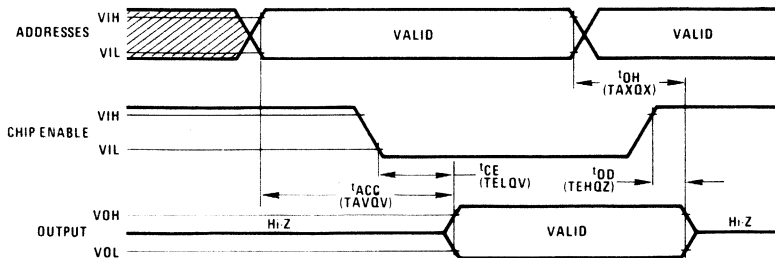 VIH
ADDRESSES
VALID
VALID
VIL
tOH
(TAXQX)
VIH
CHIP ENABLE
VIL
tCE
(TELQV)
tOD
(TEHQZ)
tACC
(TAVQV)
VOH
HI-Z
OUTPUT
VALID
HI-Z
VOL